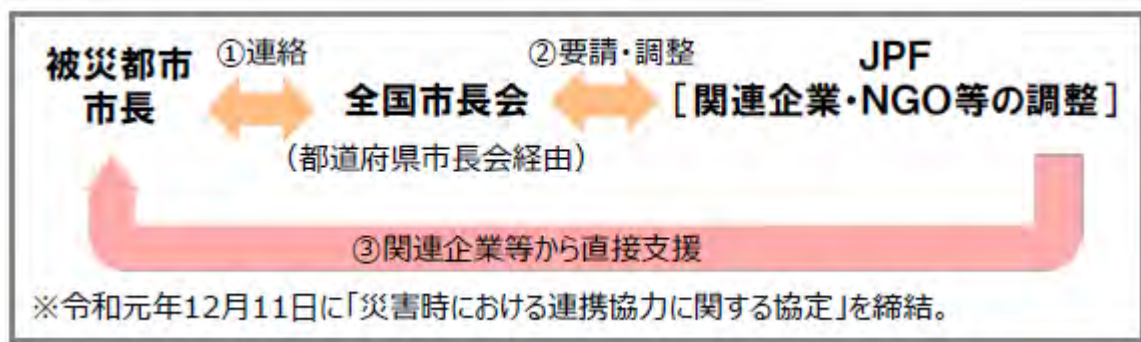 被災都市
市長
①連絡
全国市長会
(都道府県市長会経由)
②要請・調整
JPF
[関連企業・NGO等の調整]
③関連企業等から直接支援
※令和元年12月11日に「災害時における連携協力に関する協定」を締結。